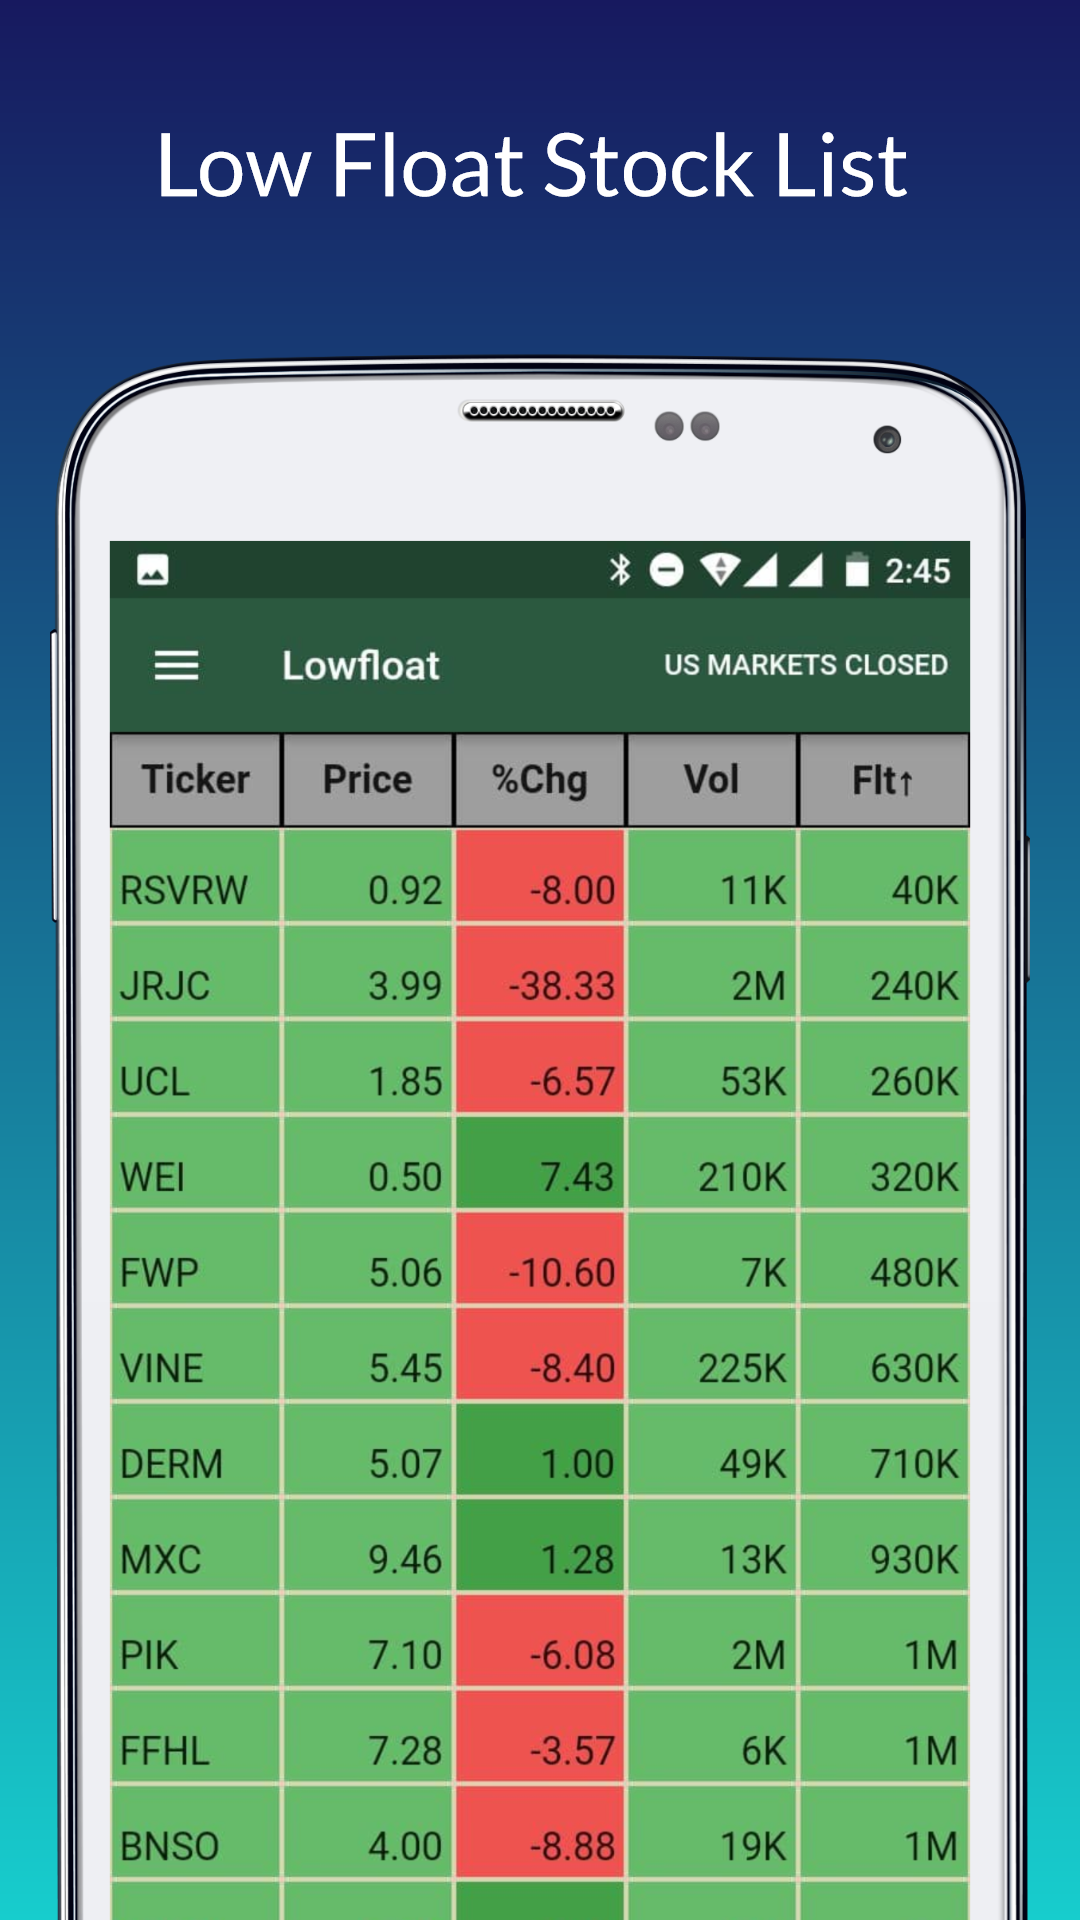 Low Float Stock List
2:45
Lowfloat US MARKETS CLOSED
Ticker Price %Chg Vol Flt↑
RSVRW 0.92 -8.00 11K 40K
JRJC 3.99 -38.33 2M 240K
UCL 1.85 -6.57 53K 260K
WEI 0.50 7.43 210K 320K
FWP 5.06 -10.60 7K 480K
VINE 5.45 -8.40 225K 630K
DERM 5.07 1.00 49K 710K
MXC 9.46 1.28 13K 930K
PIK 7.10 -6.08 2M 1M
FFHL 7.28 -3.57 6K 1M
BNSO 4.00 -8.88 19K 1M